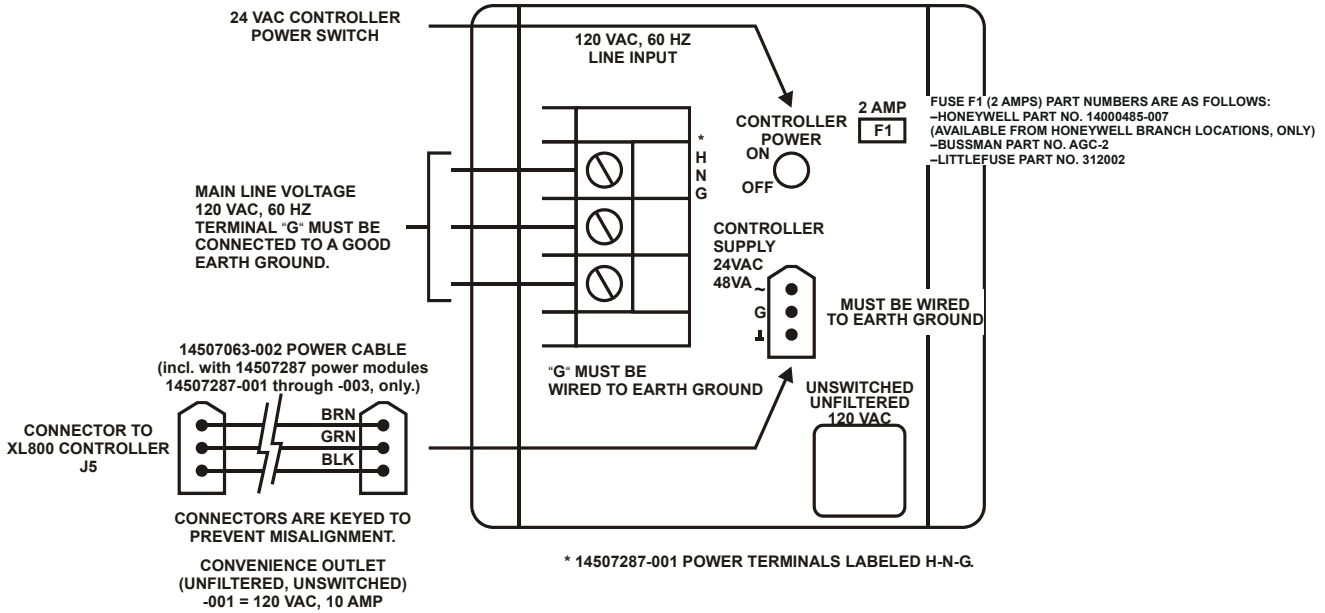 24 VAC CONTROLLER
POWER SWITCH
120 VAC, 60 HZ
LINE INPUT
2 AMP
F1
FUSE F1 (2 AMPS) PART NUMBERS ARE AS FOLLOWS:
–HONEYWELL PART NO. 14000485-007
(AVAILABLE FROM HONEYWELL BRANCH LOCATIONS, ONLY)
–BUSSMAN PART NO. AGC-2
–LITTLEFUSE PART NO. 312002
CONTROLLER
POWER
ON
OFF
*
H
N
G
MAIN LINE VOLTAGE
120 VAC, 60 HZ
TERMINAL "G" MUST BE
CONNECTED TO A GOOD
EARTH GROUND.
CONTROLLER
SUPPLY
24VAC
48VA
~
G
MUST BE WIRED
TO EARTH GROUND
14507063-002 POWER CABLE
(incl. with 14507287 power modules
14507287-001 through -003, only.)
"G" MUST BE
WIRED TO EARTH GROUND
UNSWITCHED
UNFILTERED
120 VAC
BRN
GRN
BLK
CONNECTOR TO
XL800 CONTROLLER
J5
CONNECTORS ARE KEYED TO
PREVENT MISALIGNMENT.
CONVENIENCE OUTLET
(UNFILTERED, UNSWITCHED)
-001 = 120 VAC, 10 AMP
* 14507287-001 POWER TERMINALS LABELED H-N-G.